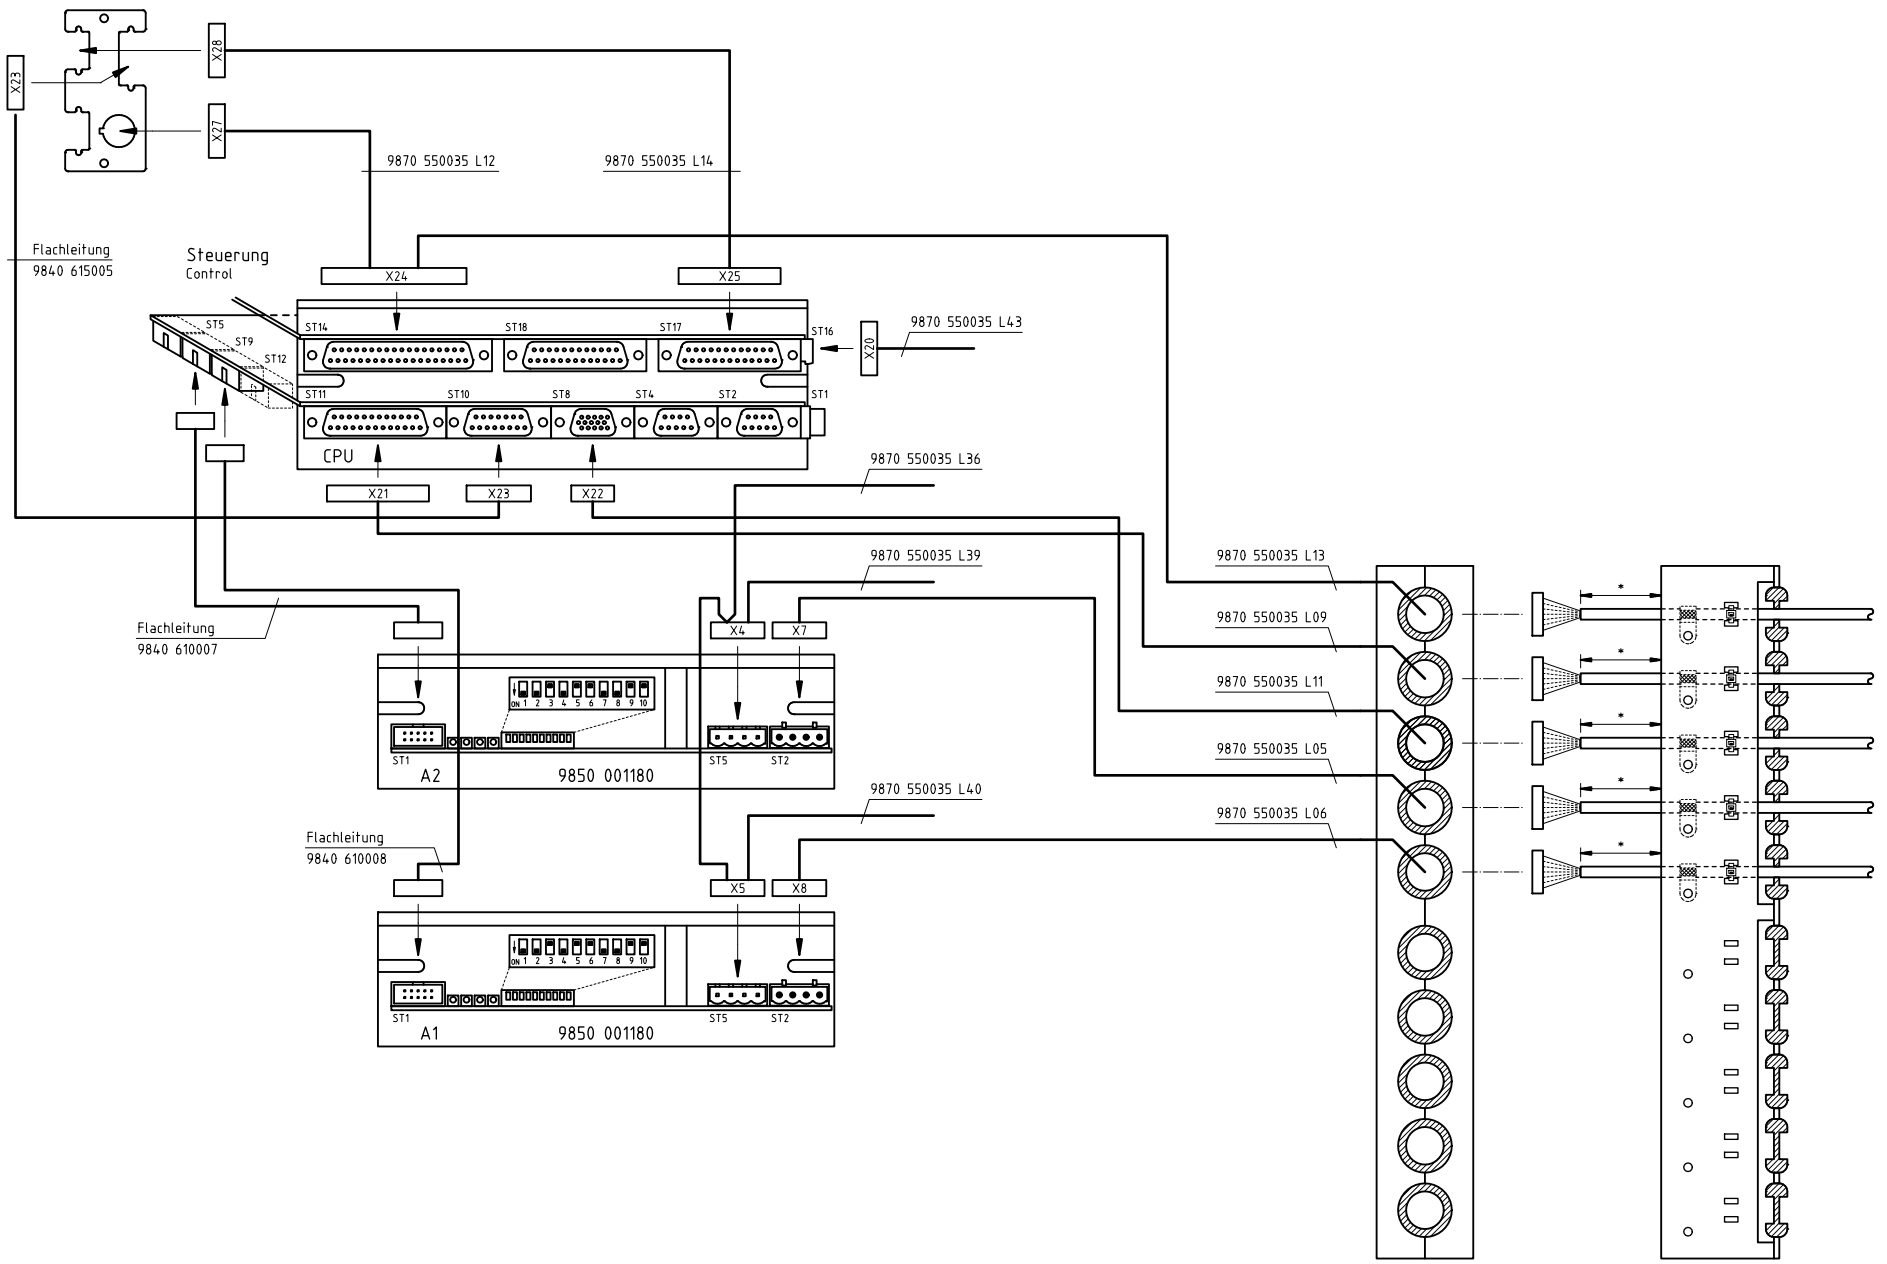 X28
X23
X27
9870 550035 L12
9870 550035 L14
Flachleitung
9840 615005
Steuerung
Control
X24
X25
ST5
ST9
ST12
ST14
ST18
ST17
ST16
X20
9870 550035 L43
ST11
ST10
ST8
ST4
ST2
ST1
CPU
X21
X23
X22
9870 550035 L36
9870 550035 L39
9870 550035 L13
Flachleitung
9840 610007
X4
X7
9870 550035 L09
ON 1 2 3 4 5 6 7 8 9 10
9870 550035 L11
ST1
ST5
ST2
A2
9850 001180
9870 550035 L05
9870 550035 L40
9870 550035 L06
Flachleitung
9840 610008
X5
X8
ON 1 2 3 4 5 6 7 8 9 10
ST1
ST5
ST2
A1
9850 001180
*
*
*
*
*